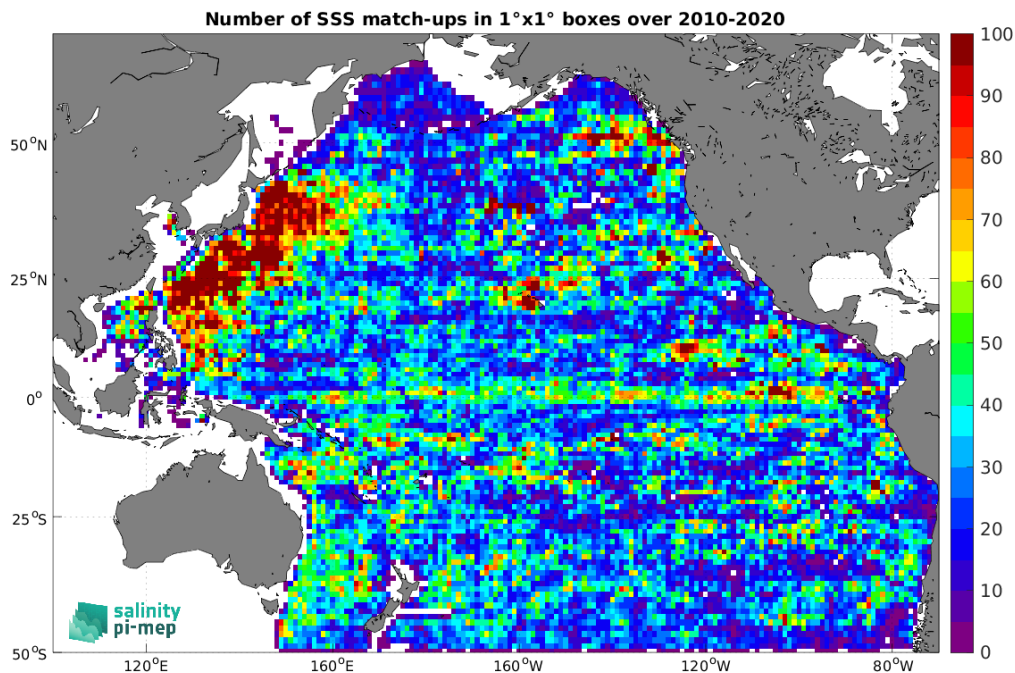 Number of SSS match-ups in 1°x1° boxes over 2010-2020
100
90
80
70
60
50
40
30
20
10
0
50°N
25°N
0°
25°S
50°S
120°E
160°E
160°W
120°W
80°W
salinity
pi-mep